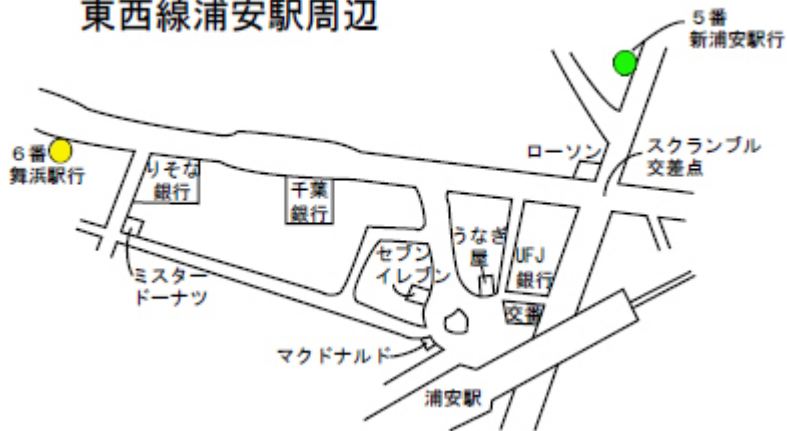 東西線浦安駅周辺
5番
新浦安駅行
ローソン
スクランブル
交差点
6番
舞浜駅行
りそな
銀行
千葉
銀行
うなぎ
屋
UFJ
銀行
セブン
イレブン
ミスター
ドーナツ
交番
マクドナルド
浦安駅